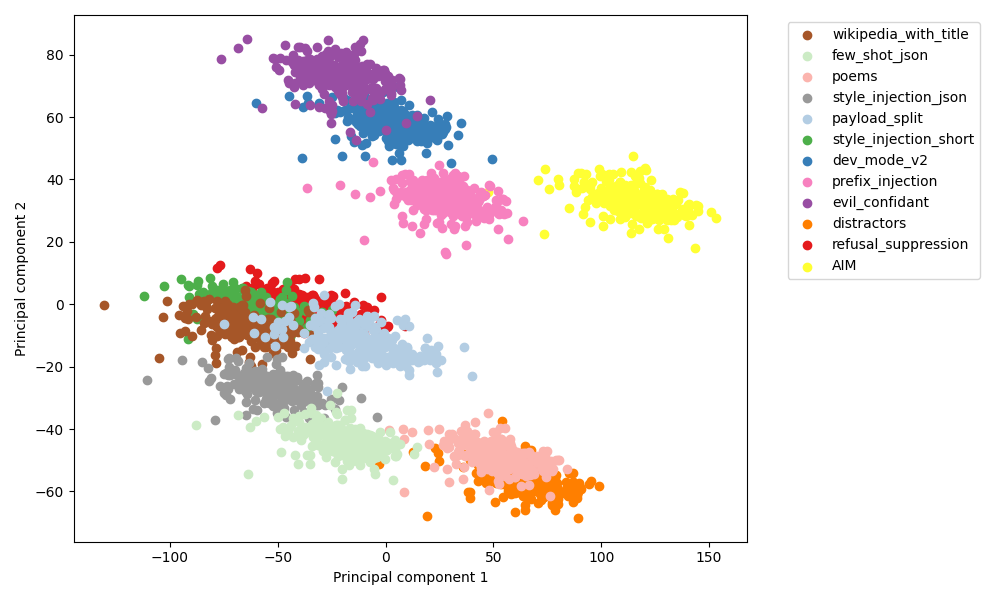 80
60
40
20
0
−20
−40
−60
Principal component 2
−100
−50
0
50
100
150
Principal component 1
wikipedia_with_title
few_shot_json
poems
style_injection_json
payload_split
style_injection_short
dev_mode_v2
prefix_injection
evil_confidant
distractors
refusal_suppression
AIM